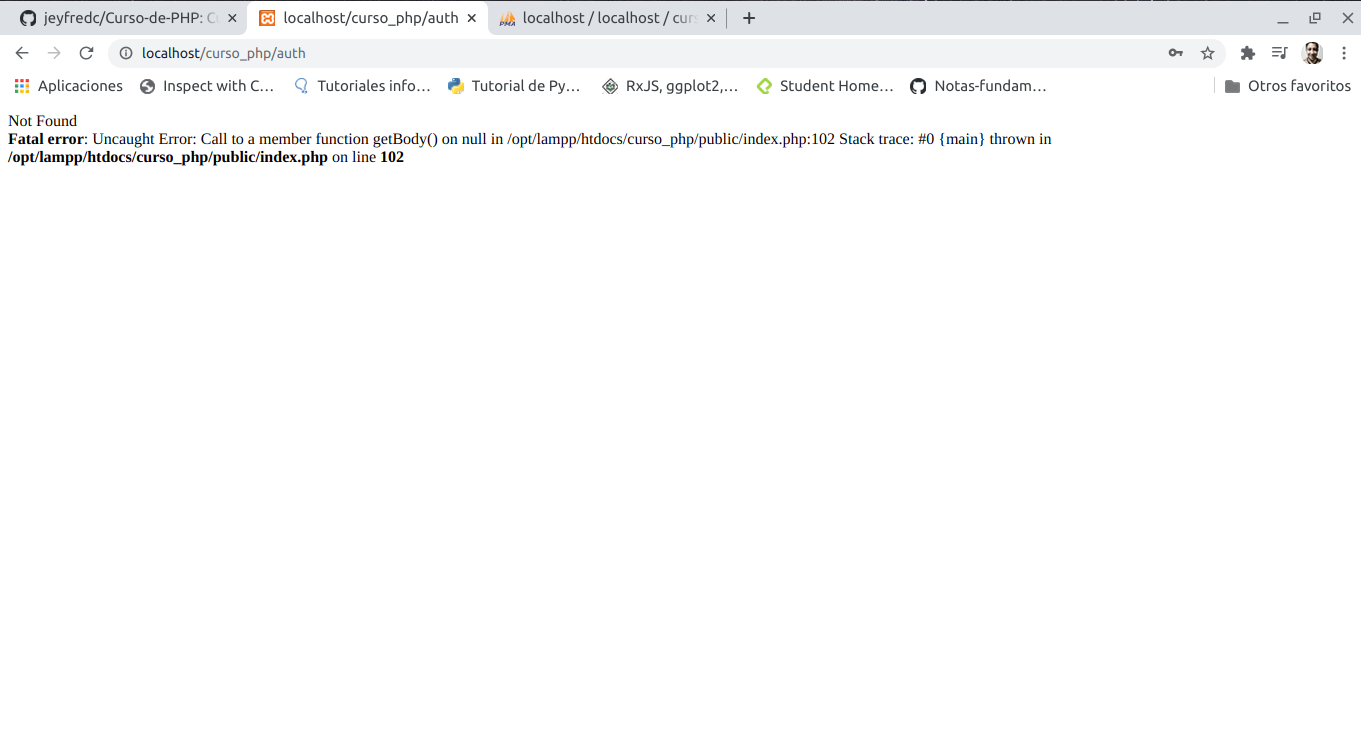 jeyfredc/Curso-de-PHP: C
localhost/curso_php/auth
PMA
localhost / localhost / curs
localhost/curso_php/auth
Aplicaciones
Inspect with C...
Tutoriales info...
Tutorial de Py...
RxJS, ggplot2,...
Student Home...
Notas-fundam...
Otros favoritos
Not Found
Fatal error: Uncaught Error: Call to a member function getBody() on null in /opt/lampp/htdocs/curso_php/public/index.php:102 Stack trace: #0 {main} thrown in
/opt/lampp/htdocs/curso_php/public/index.php on line 102